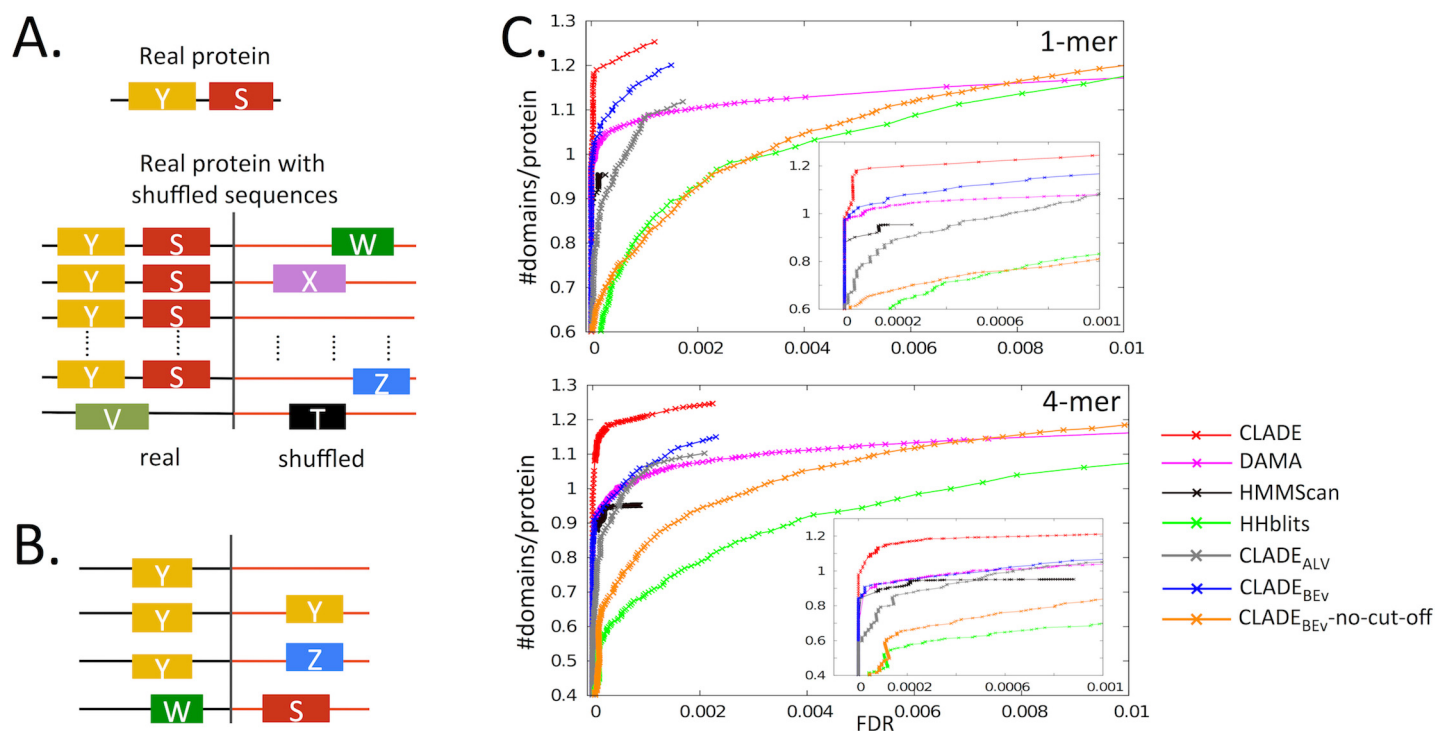 A.
Real protein
Y S
Real protein with
shuffled sequences
Y S W
Y S X
Y S
Y S Z
V T
real shuffled
B.
Y
Y Y
Y Z
W S
C.
1-mer
#domains/protein
1.3
1.2
1.1
1
0.9
0.8
0.7
0.6
0 0.002 0.004 0.006 0.008 0.01
1.2
1
0.8
0.6
0 0.0002 0.0006 0.001
4-mer
#domains/protein
1.3
1.2
1.1
1
0.9
0.8
0.7
0.6
0.5
0.4
0 0.002 0.004 0.006 0.008 0.01
FDR
1.2
1
0.8
0.6
0.4
0 0.0002 0.0006 0.001
CLADE
DAMA
HMMScan
HHblits
CLADEALV
CLADEBEv
CLADEBEv-no-cut-off